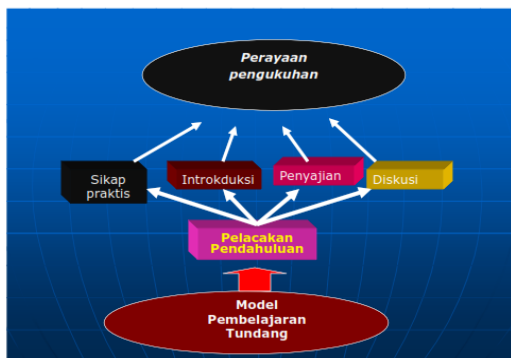 Perayaan
pengukuhan
Sikap
praktis
Introkduksi
Penyajian
Diskusi
Pelacakan
Pendahuluan
Model
Pembelajaran
Tundang